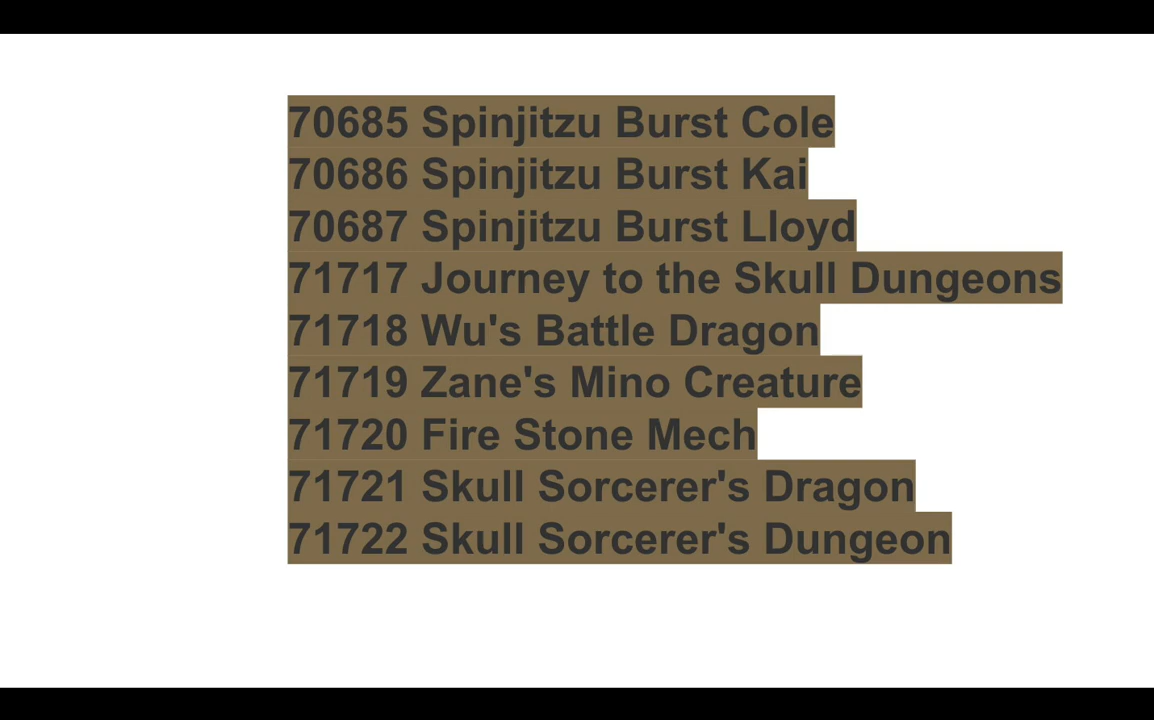 70685 Spinjitzu Burst Cole
70686 Spinjitzu Burst Kai
70687 Spinjitzu Burst Lloyd
71717 Journey to the Skull Dungeons
71718 Wu's Battle Dragon
71719 Zane's Mino Creature
71720 Fire Stone Mech
71721 Skull Sorcerer's Dragon
71722 Skull Sorcerer's Dungeon